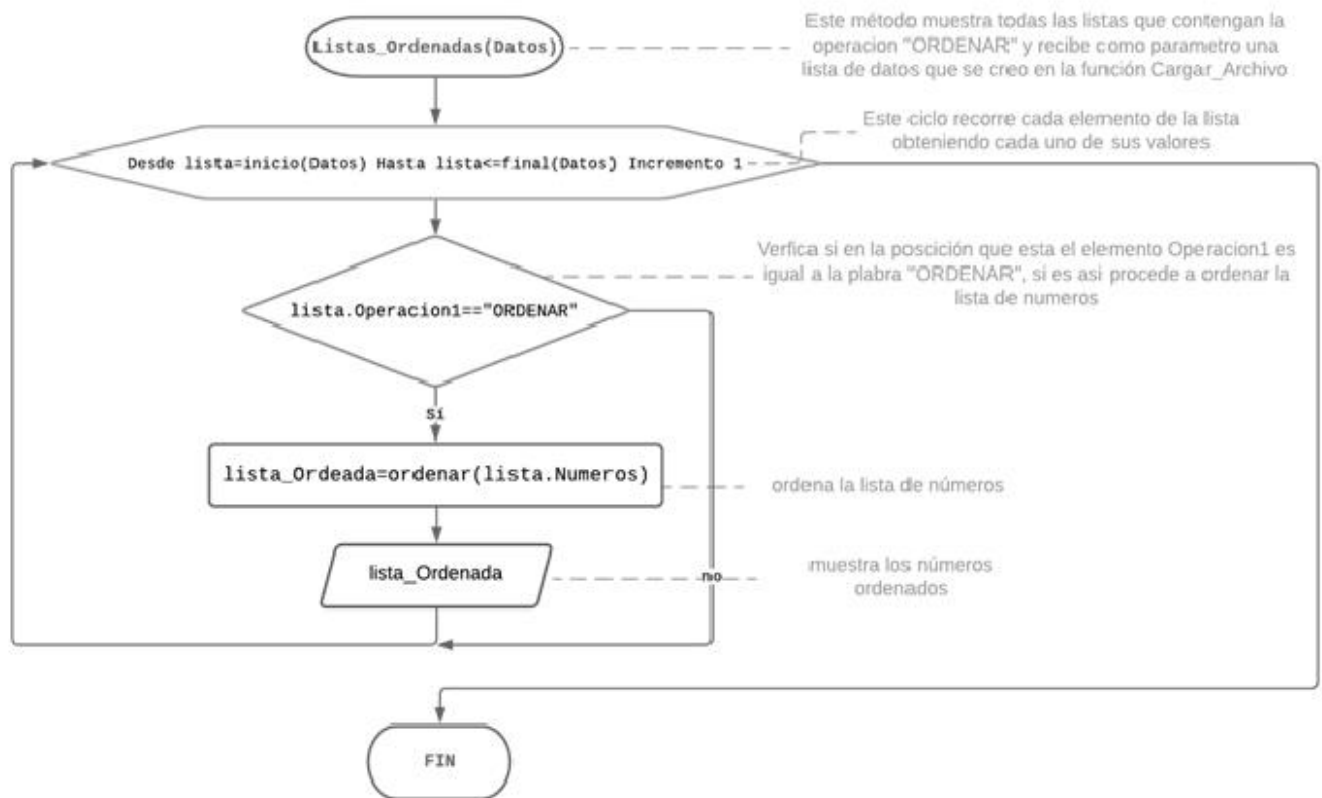 Listas_Ordenadas(Datos)
Este método muestra todas las listas que contengan la
operacion "ORDENAR" y recibe como parametro una
lista de datos que se creo en la función Cargar_Archivo
Este ciclo recorre cada elemento de la lista
obteniendo cada uno de sus valores
Desde lista=inicio(Datos) Hasta lista<=final(Datos) Incremento 1
Verfica si en la poscición que esta el elemento Operacion1 es
igual a la plabra "ORDENAR", si es asi procede a ordenar la
lista de numeros
lista.Operacion1=="ORDENAR"
Sí
lista_Ordeada=ordenar(lista.Numeros)
ordena la lista de números
lista_Ordenada
no
muestra los números
ordenados
FIN